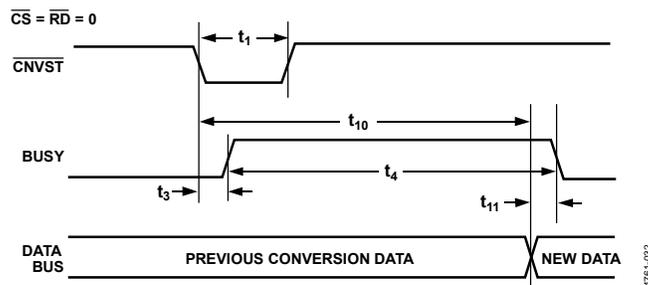 CS = RD = 0
t1
CNVST
t10
BUSY
t4
t3
t11
DATA
BUS
PREVIOUS CONVERSION DATA
NEW DATA